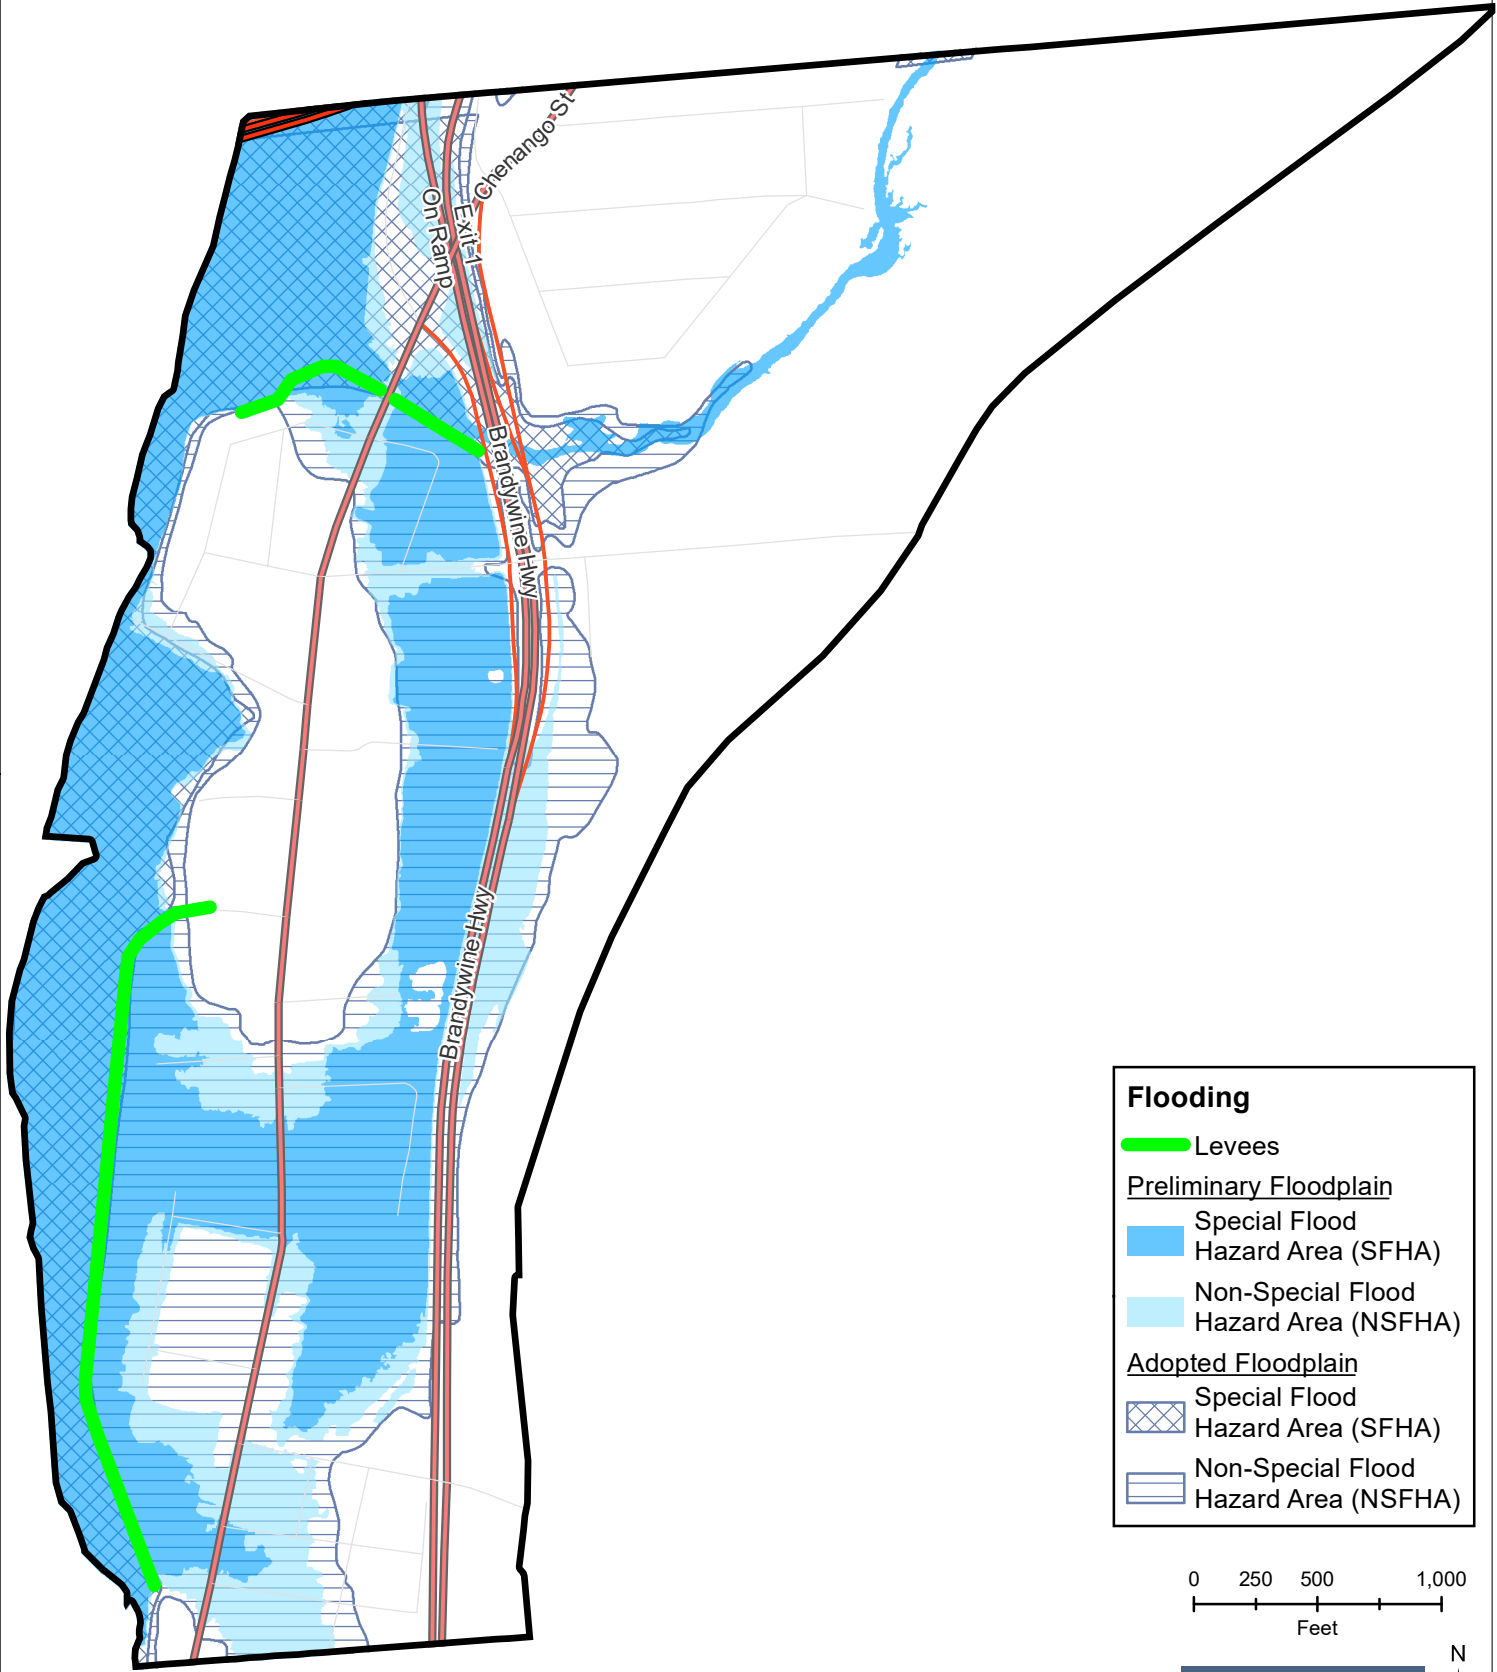 Chenango St
On Ramp
Exit 1
Brandywine Hwy
Brandywine Hwy
Flooding
Levees
Preliminary Floodplain
Special Flood
Hazard Area (SFHA)
Non-Special Flood
Hazard Area (NSFHA)
Adopted Floodplain
Special Flood
Hazard Area (SFHA)
Non-Special Flood
Hazard Area (NSFHA)
0 250 500 1,000
Feet
N